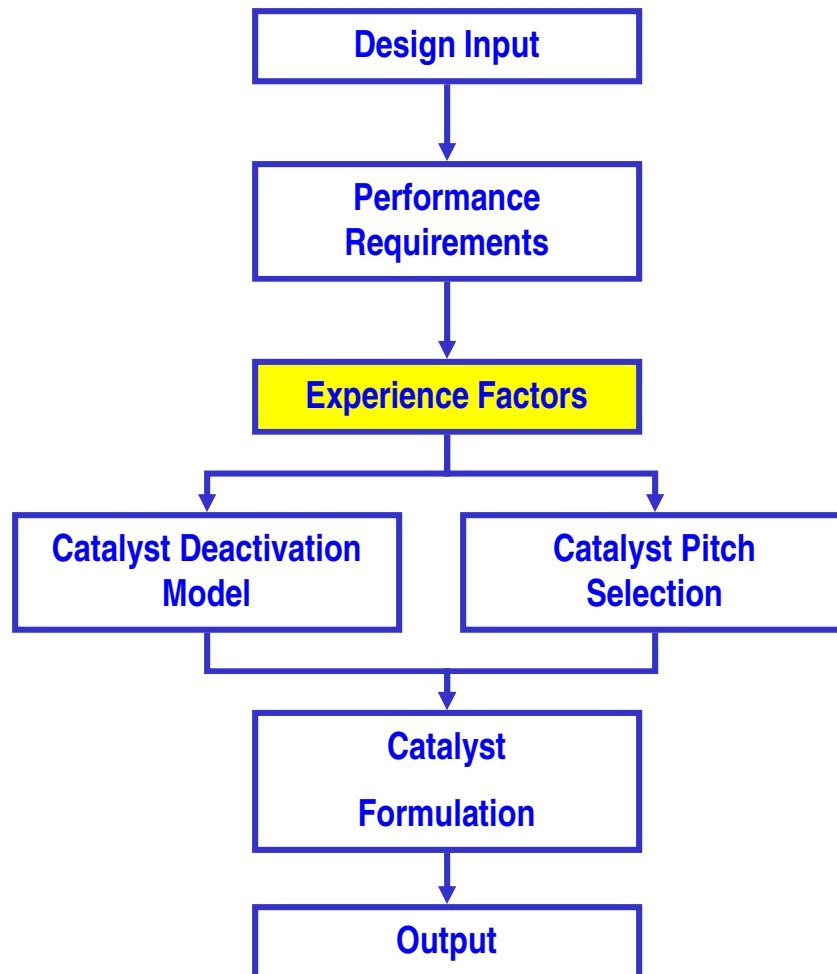 Design Input
Performance
Requirements
Experience Factors
Catalyst Deactivation
Model
Catalyst Pitch
Selection
Catalyst
Formulation
Output